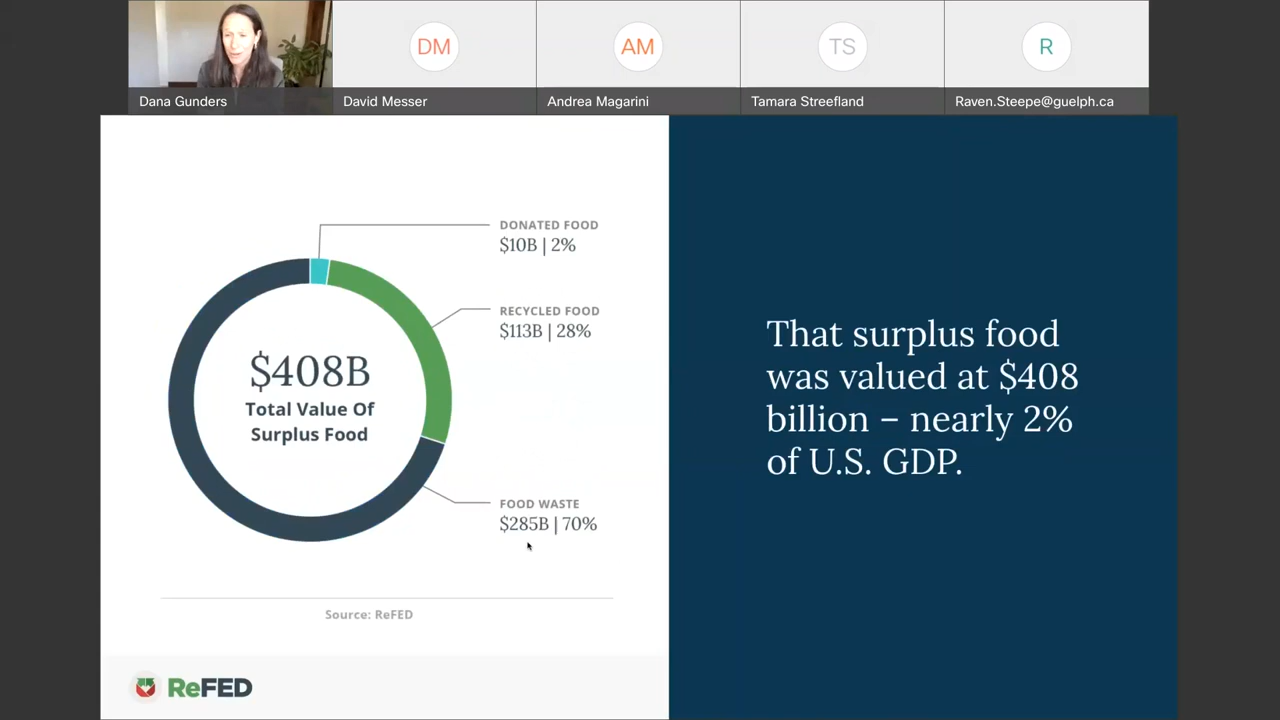 DM
AM
TS
R
Dana Gunders
David Messer
Andrea Magarini
Tamara Streefland
Raven.Steepe@guelph.ca
DONATED FOOD
$10B | 2%
RECYCLED FOOD
$113B | 28%
$408B
Total Value Of
Surplus Food
FOOD WASTE
$285B | 70%
Source: ReFED
ReFED
That surplus food
was valued at $408
billion – nearly 2%
of U.S. GDP.